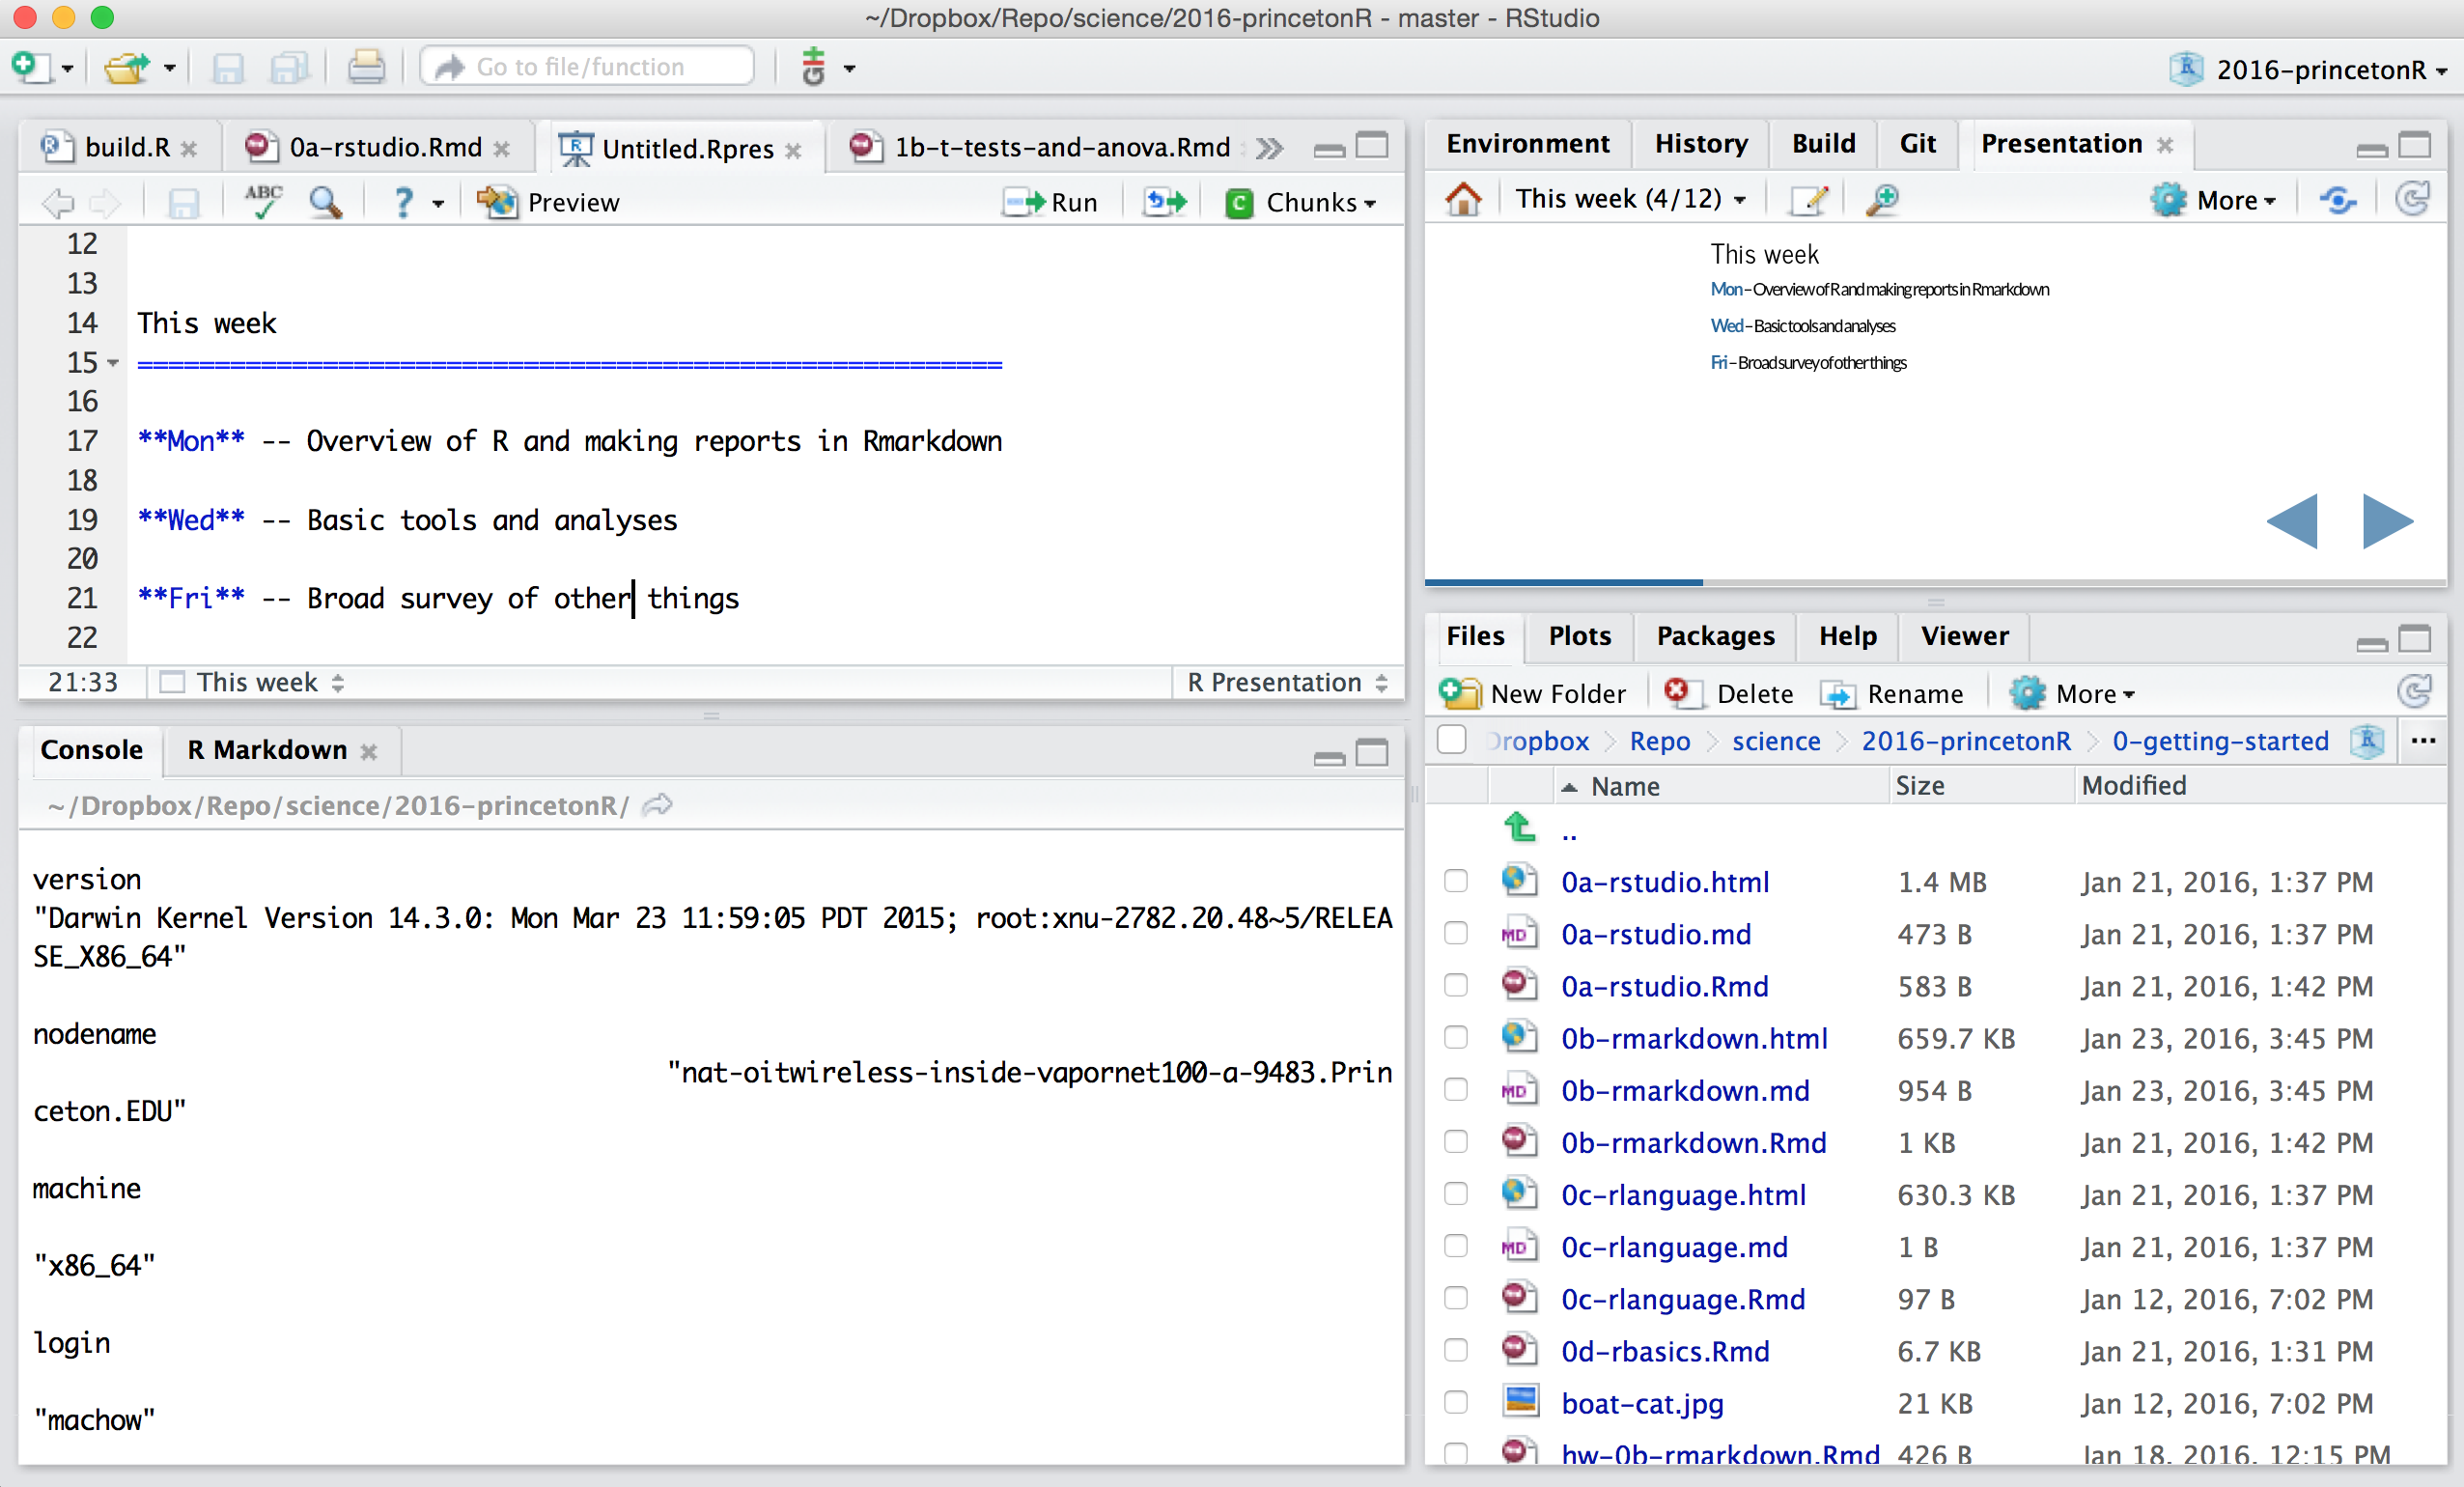 ~/Dropbox/Repo/science/2016-princetonR - master - RStudio
Go to file/function
2016-princetonR
build.R
0a-rstudio.Rmd
Untitled.Rpres
1b-t-tests-and-anova.Rmd
ABC
Preview
Run
Chunks
12
13
14 This week
15 ========================================================
16
17 **Mon** -- Overview of R and making reports in Rmarkdown
18
19 **Wed** -- Basic tools and analyses
20
21 **Fri** -- Broad survey of other things
22
21:33
This week
R Presentation
Console
R Markdown
~/Dropbox/Repo/science/2016-princetonR/
version
"Darwin Kernel Version 14.3.0: Mon Mar 23 11:59:05 PDT 2015; root:xnu-2782.20.48~5/RELEA
SE_X86_64"
nodename
"nat-oitwireless-inside-vapornet100-a-9483.Prin
ceton.EDU"
machine
"x86_64"
login
"machow"
Environment
History
Build
Git
Presentation
This week (4/12)
More
This week
Mon – Overview of R and making reports in Rmarkdown
Wed – Basic tools and analyses
Fri – Broad survey of other things
Files
Plots
Packages
Help
Viewer
New Folder
Delete
Rename
More
Dropbox
Repo
science
2016-princetonR
0-getting-started
...
Name Size Modified
..
0a-rstudio.html 1.4 MB Jan 21, 2016, 1:37 PM
0a-rstudio.md 473 B Jan 21, 2016, 1:37 PM
0a-rstudio.Rmd 583 B Jan 21, 2016, 1:42 PM
0b-rmarkdown.html 659.7 KB Jan 23, 2016, 3:45 PM
0b-rmarkdown.md 954 B Jan 23, 2016, 3:45 PM
0b-rmarkdown.Rmd 1 KB Jan 21, 2016, 1:42 PM
0c-rlanguage.html 630.3 KB Jan 21, 2016, 1:37 PM
0c-rlanguage.md 1 B Jan 21, 2016, 1:37 PM
0c-rlanguage.Rmd 97 B Jan 12, 2016, 7:02 PM
0d-rbasics.Rmd 6.7 KB Jan 21, 2016, 1:31 PM
boat-cat.jpg 21 KB Jan 12, 2016, 7:02 PM
hw-0b-rmarkdown.Rmd 426 B Jan 18, 2016, 12:15 PM